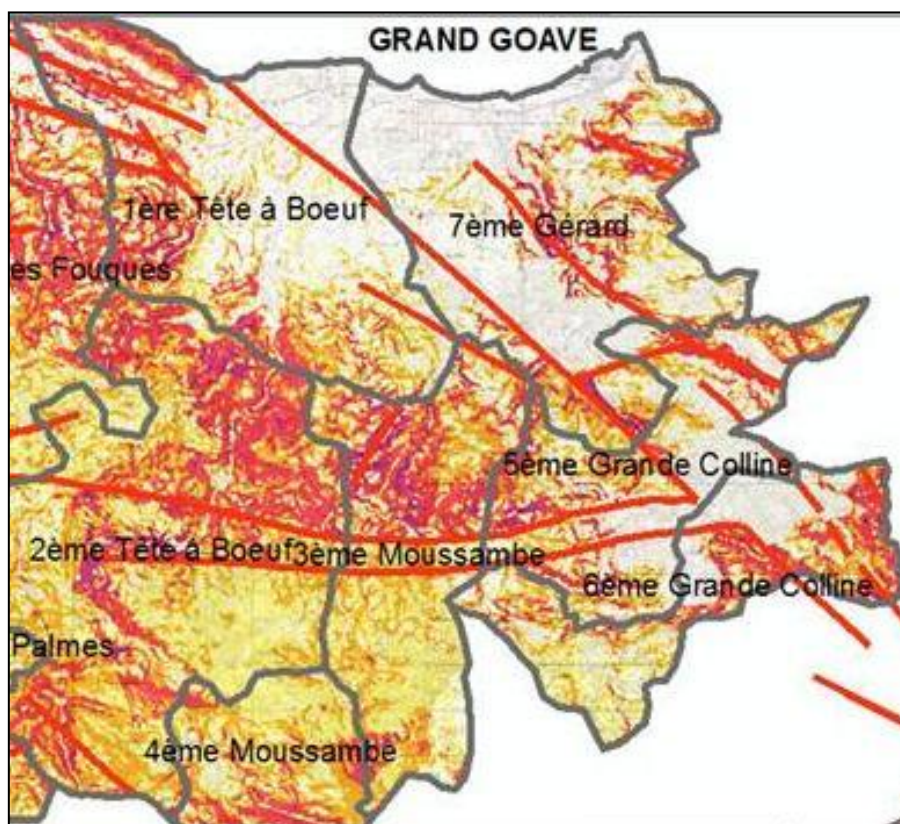 GRAND GOAVE
1ère Tête à Boeuf
7ème Gérard
es Fouques
5ème Grande Colline
2ème Tête à Boeuf
3ème Moussambe
6ème Grande Colline
Palmes
4ème Moussambe